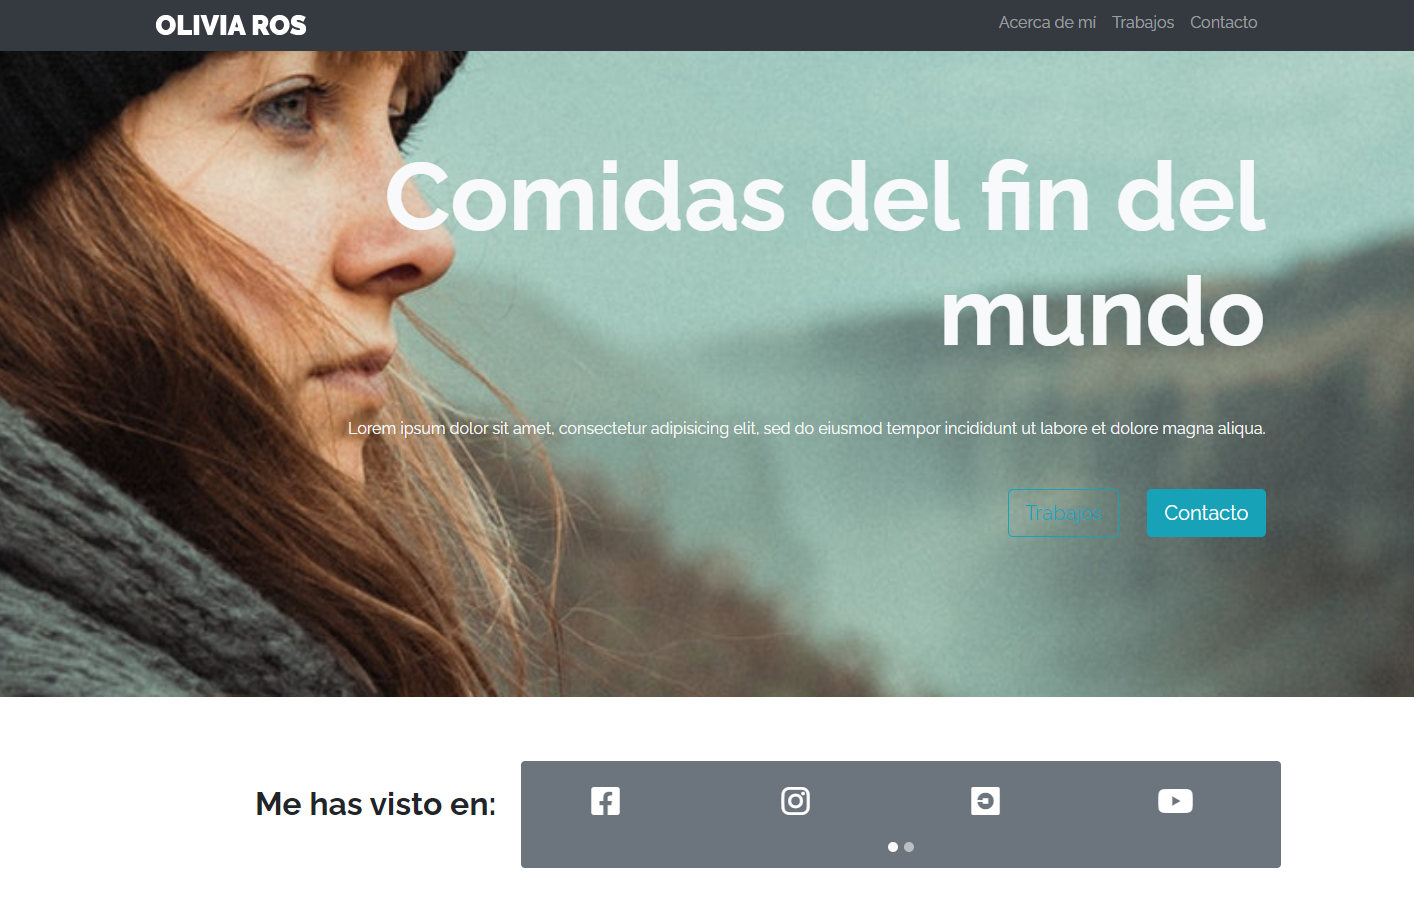 OLIVIA ROS
Acerca de mí Trabajos Contacto
Comidas del fin del
mundo
Lorem ipsum dolor sit amet, consectetur adipisicing elit, sed do eiusmod tempor incididunt ut labore et dolore magna aliqua.
Trabajos Contacto
Me has visto en: